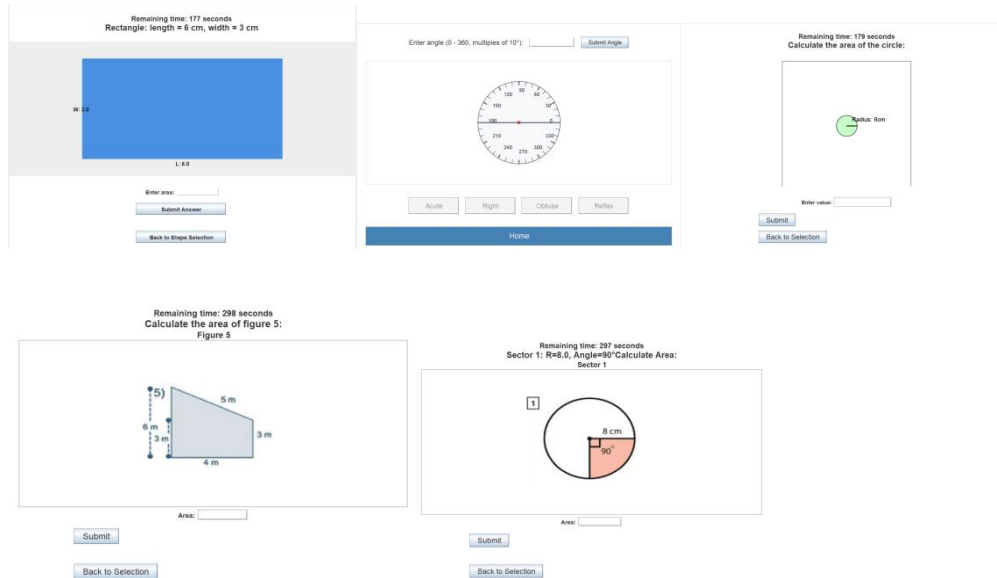 Remaining time: 177 seconds
Rectangle: length = 6 cm, width = 3 cm
W: 3.0
L: 6.0
Enter area:
Submit Answer
Back to Shape Selection
Enter angle (0 - 360, multiples of 10°):
Submit Angle
90
120
60
150
30
180
0
210
330
240
300
270
Acute
Right
Obtuse
Reflex
Home
Remaining time: 179 seconds
Calculate the area of the circle:
Radius: 6cm
Enter value:
Submit
Back to Selection
Remaining time: 298 seconds
Calculate the area of figure 5:
Figure 5
5)
5 m
6 m
3 m
3 m
4 m
Area:
Submit
Back to Selection
Remaining time: 297 seconds
Sector 1: R=8.0, Angle=90°Calculate Area:
Sector 1
1
8 cm
90°
Area:
Submit
Back to Selection